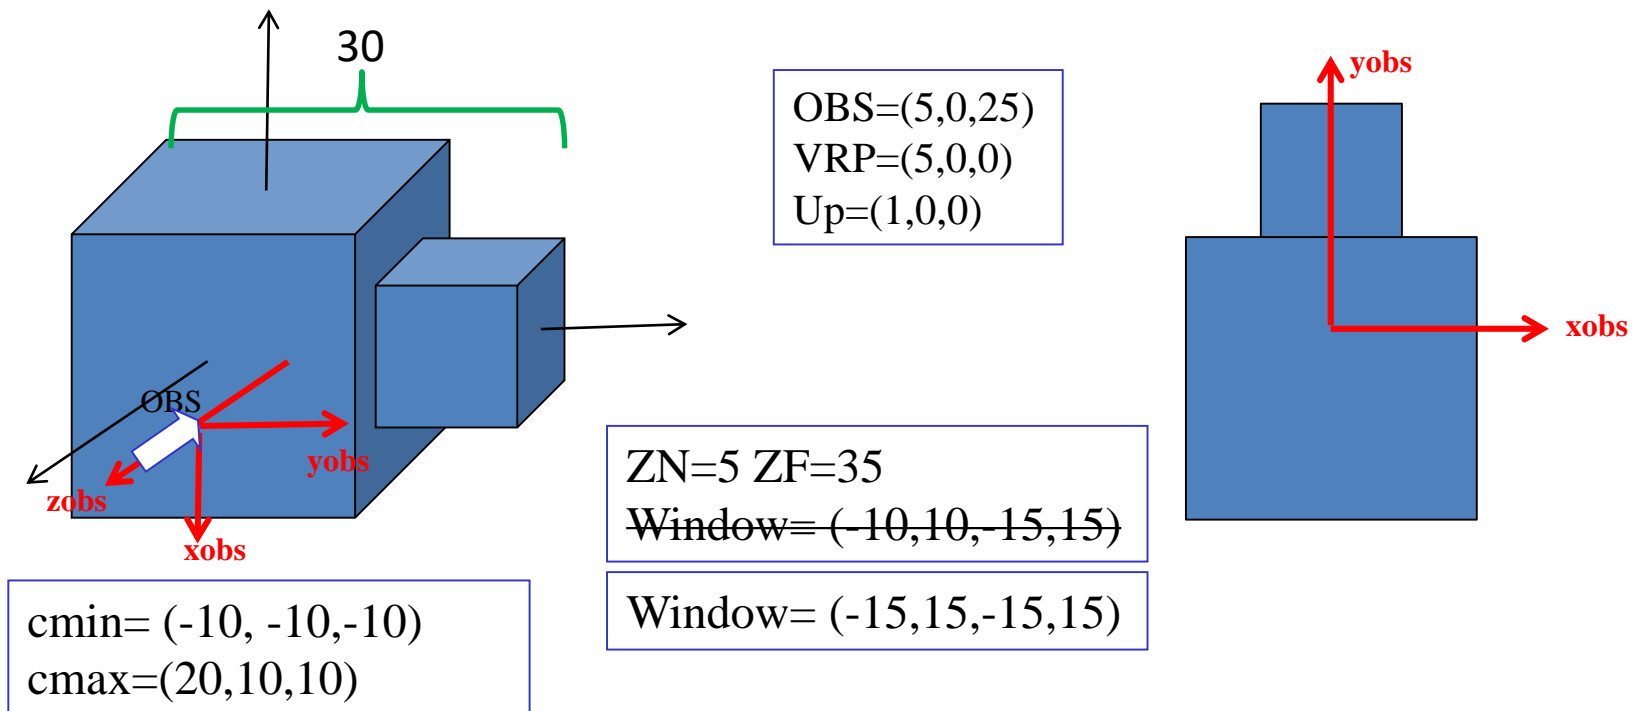 30
OBS=(5,0,25)
VRP=(5,0,0)
Up=(1,0,0)
yobs
xobs
OBS
yobs
zobs
xobs
ZN=5 ZF=35
Window= (-10,10,-15,15)
Window= (-15,15,-15,15)
cmin= (-10, -10,-10)
cmax=(20,10,10)